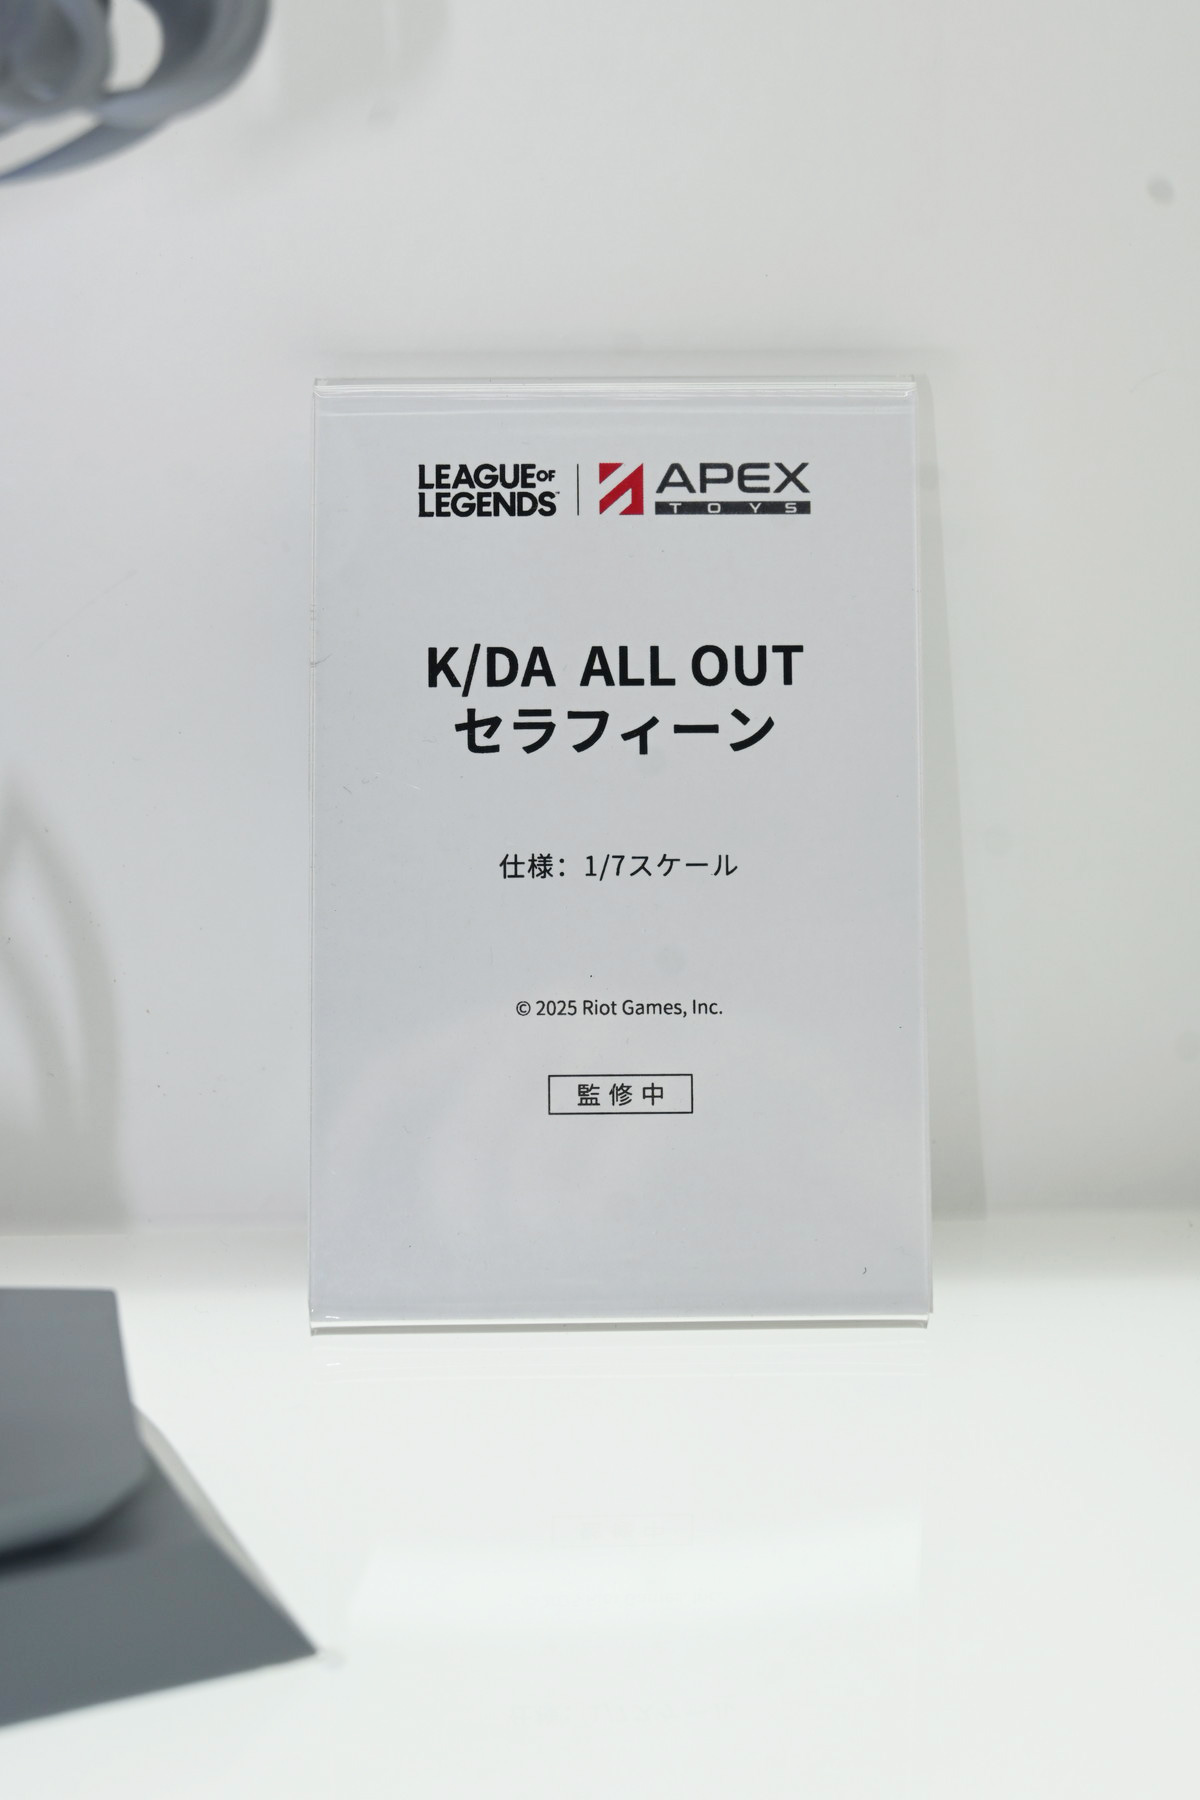 LEAGUE OF
LEGENDS™
APEX
TOYS
K/DA ALL OUT
セラフィーン
仕様：1/7スケール
© 2025 Riot Games, Inc.
監修中